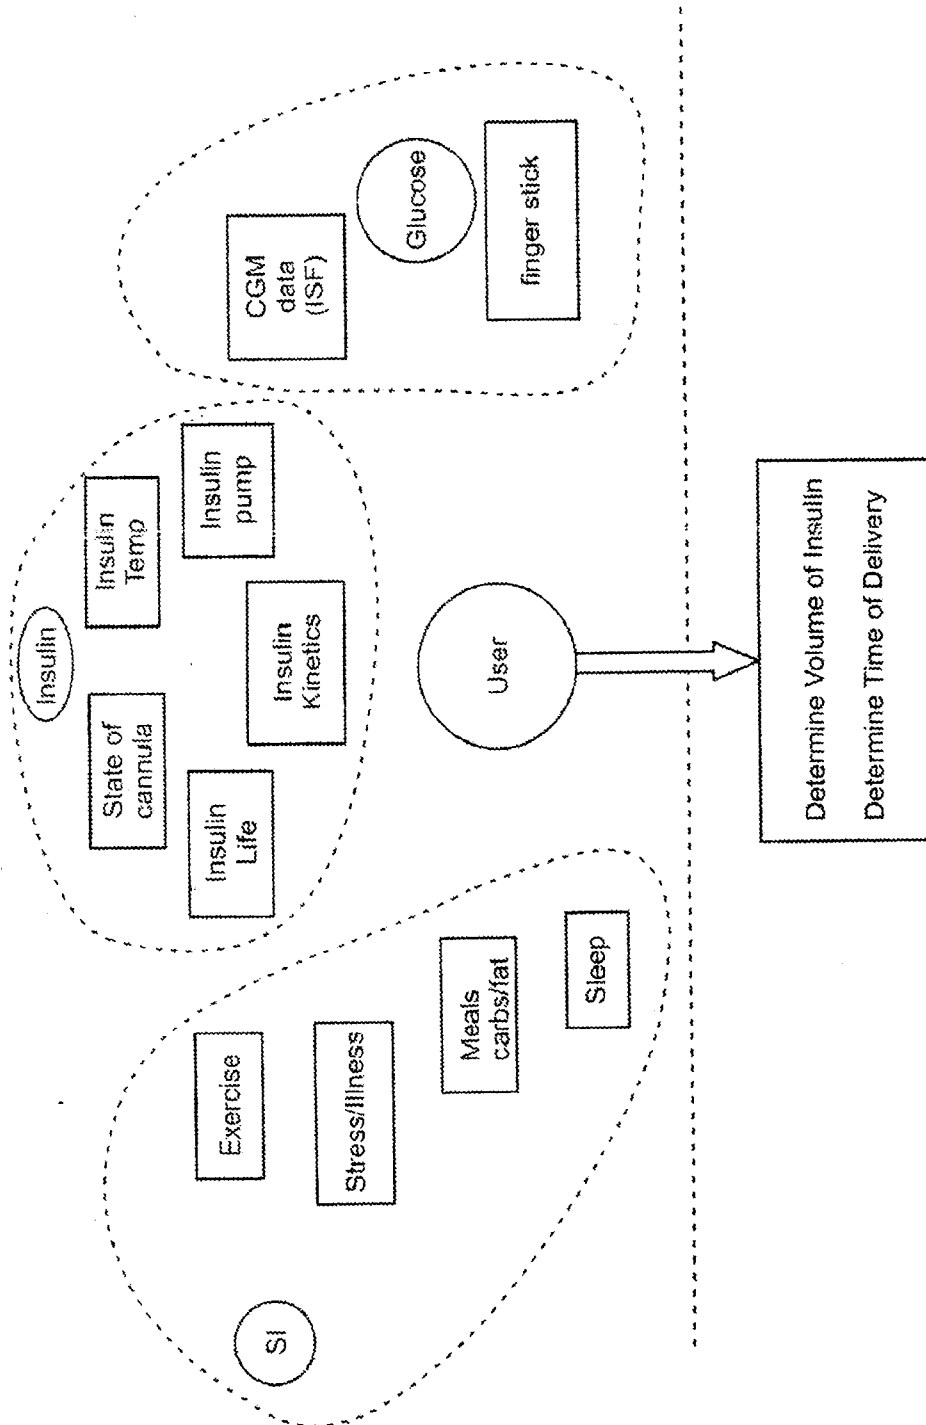 Insulin
State of
cannula
Insulin
Temp
Insulin
Life
Insulin
pump
Insulin
Kinetics
SI
Exercise
Stress/Illness
Meals
carbs/fat
Sleep
CGM
data
(ISF)
Glucose
finger stick
User
Determine Volume of Insulin
Determine Time of Delivery